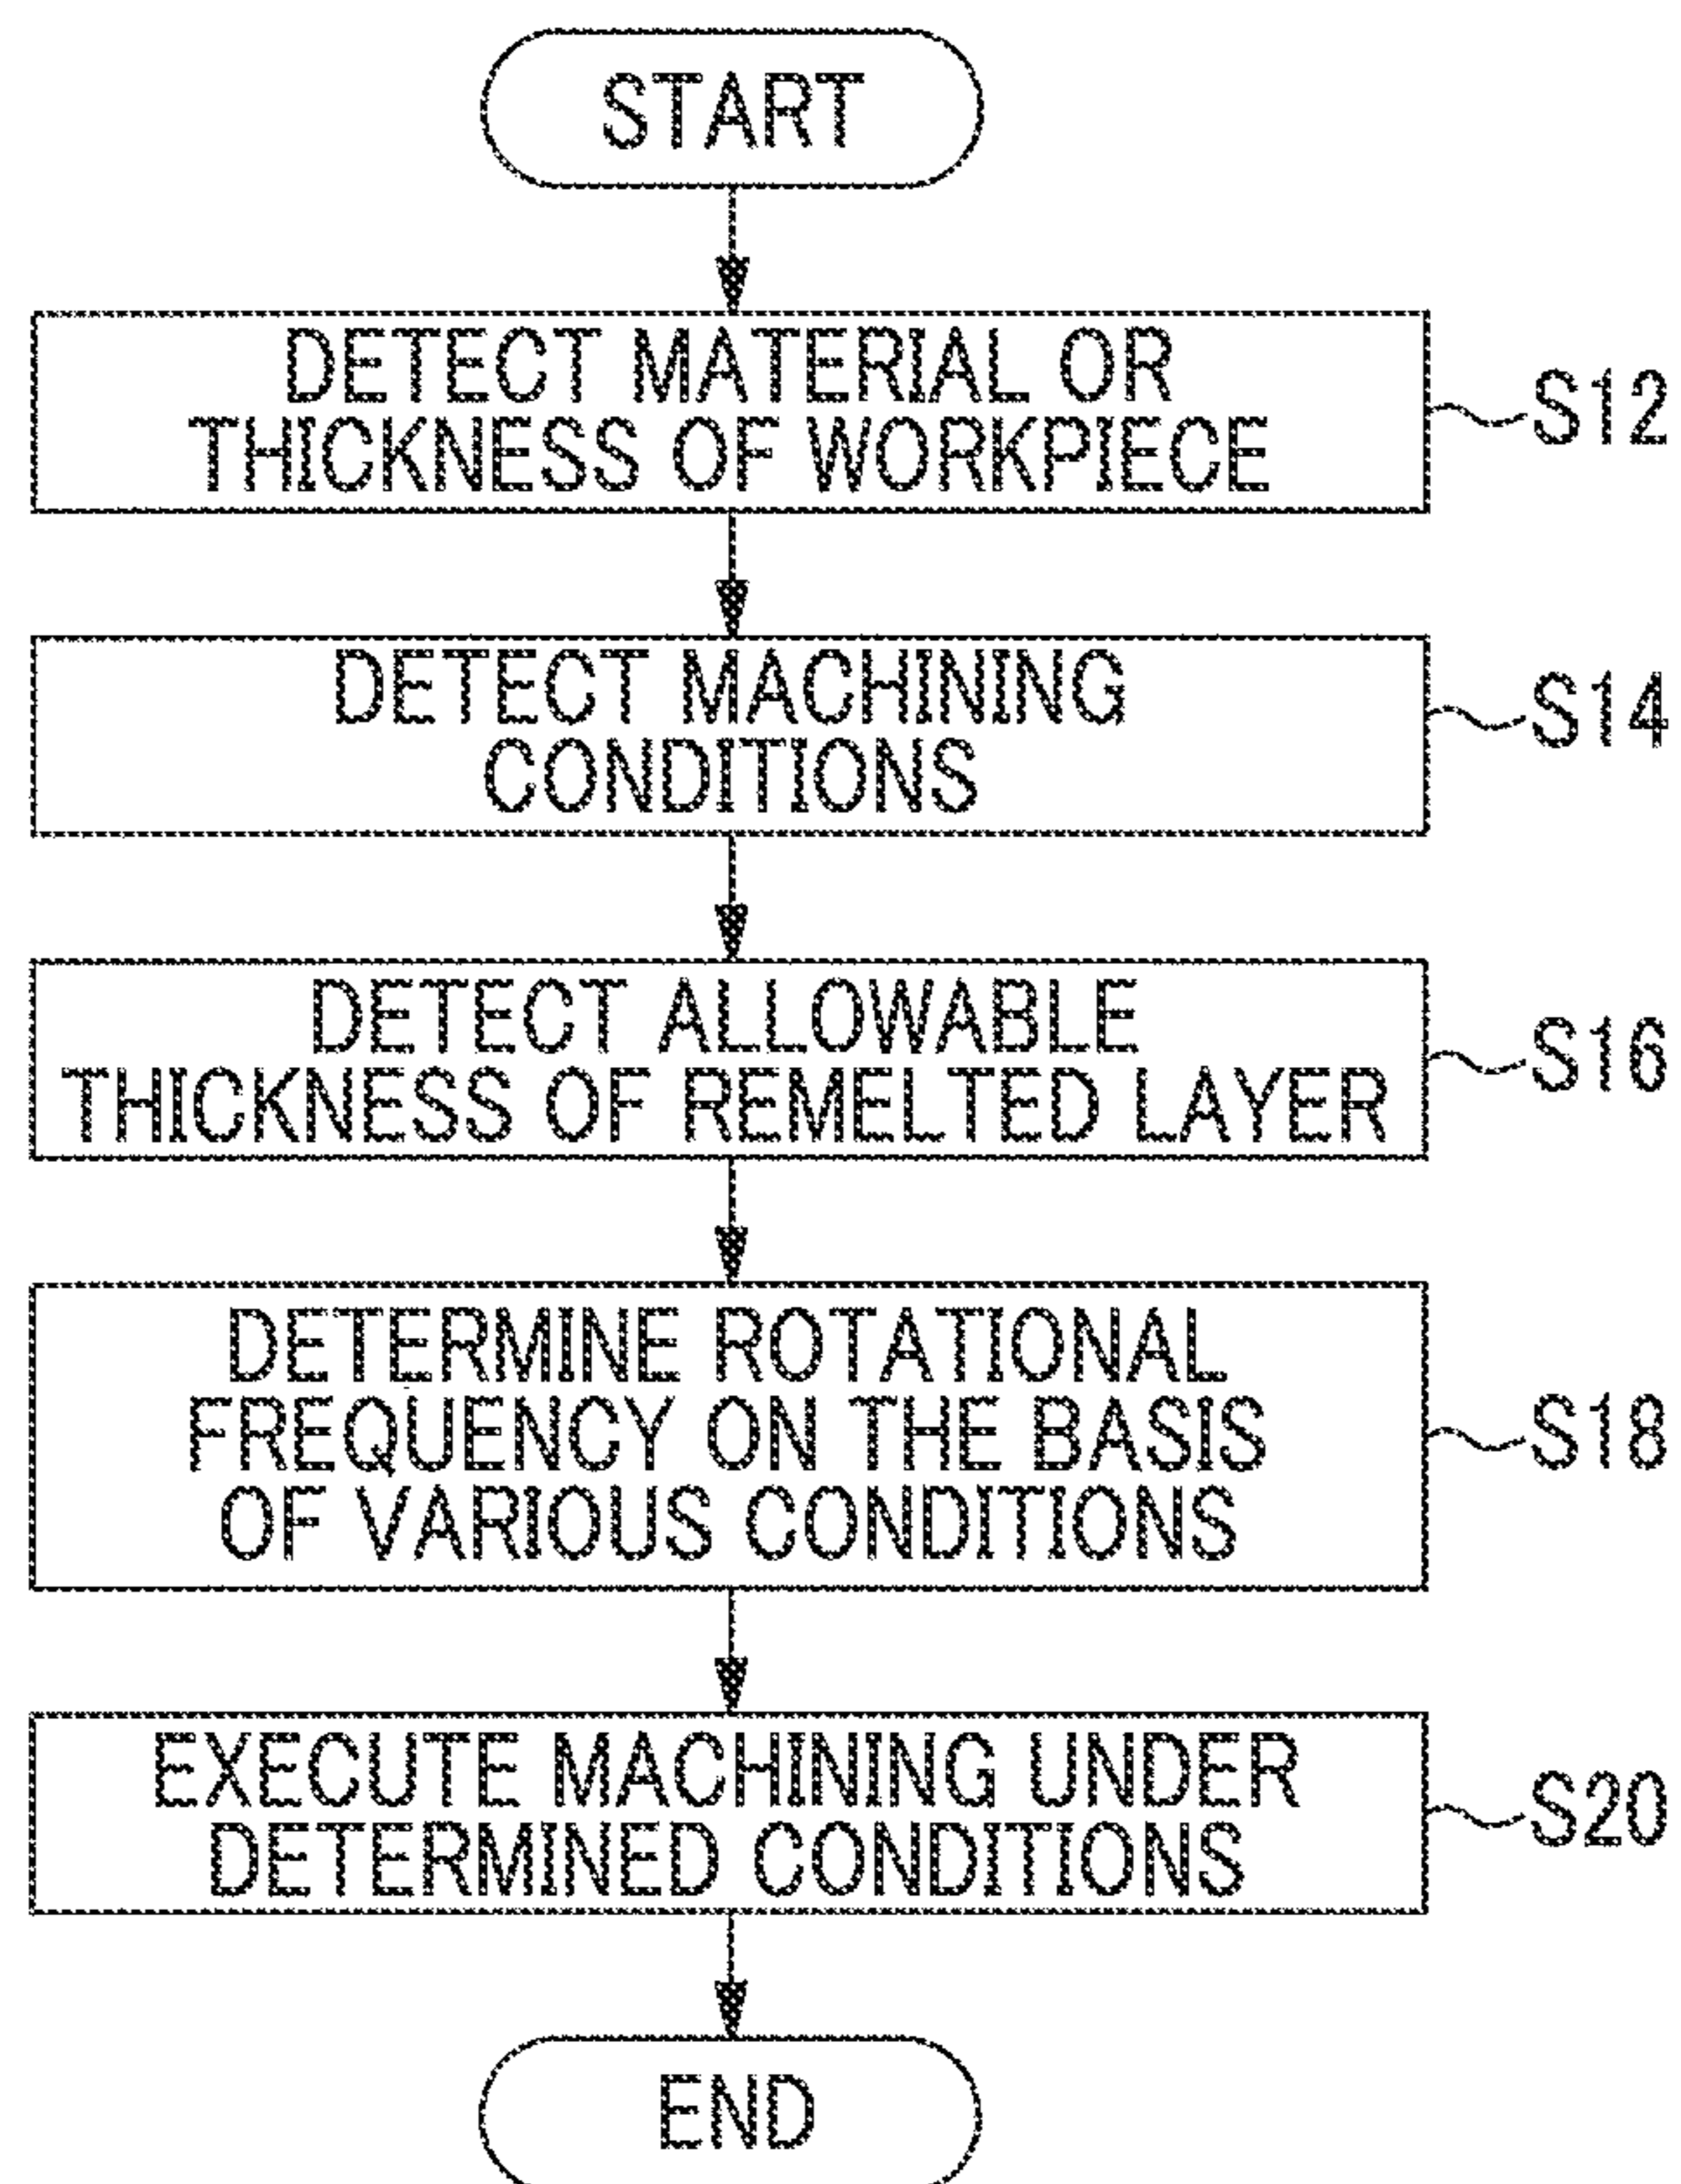 START
DETECT MATERIAL OR
THICKNESS OF WORKPIECE
S12
DETECT MACHINING
CONDITIONS
S14
DETECT ALLOWABLE
THICKNESS OF REMELTED LAYER
S16
DETERMINE ROTATIONAL
FREQUENCY ON THE BASIS
OF VARIOUS CONDITIONS
S18
EXECUTE MACHINING UNDER
DETERMINED CONDITIONS
S20
END